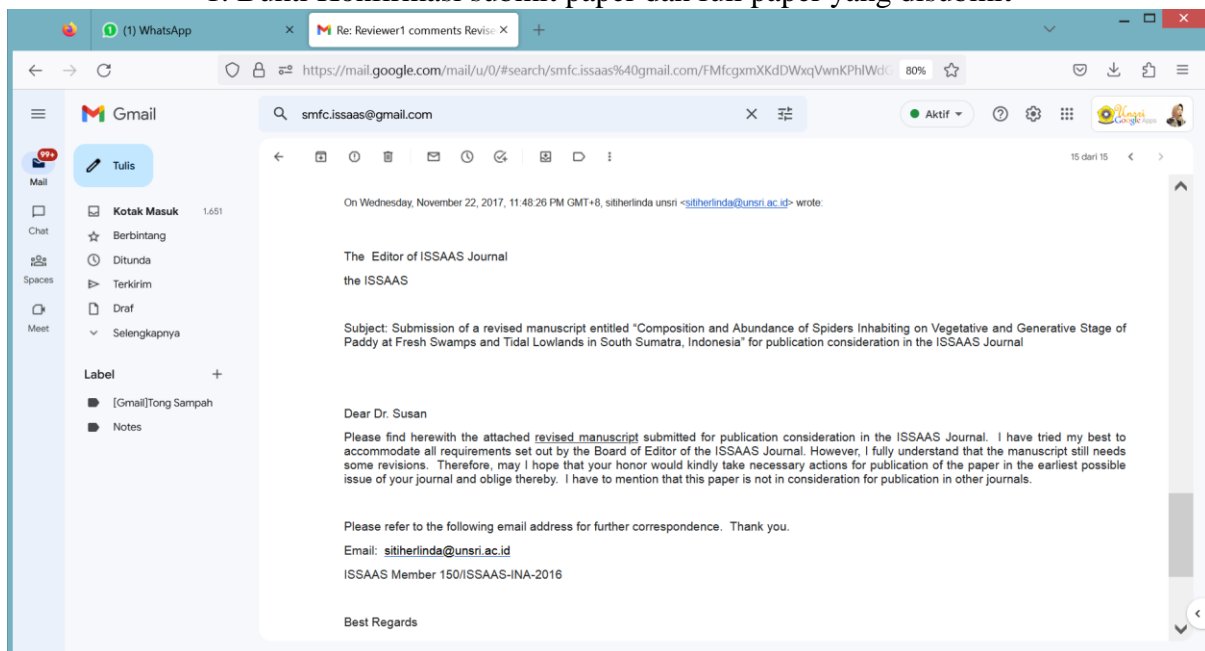 1. Bukti Konfirmasi submit paper dan full paper yang disubmit
(1) WhatsApp
Re: Reviewer1 comments Revise
https://mail.google.com/mail/u/0/#search/smfc.issaas%40gmail.com/FMfcgxmXKdDWxqVwnKPhlWdG
80%
Gmail
smfc.issaas@gmail.com
Aktif
Unsri
Google Apps
99+
Mail
Tulis
15 dari 15
Kotak Masuk 1.651
Chat
Berbintang
Ditunda
Spaces
Terkirim
Draf
Meet
Selengkapnya
Label
[Gmail]Tong Sampah
Notes
On Wednesday, November 22, 2017, 11:48:26 PM GMT+8, sitiherlinda unsri <sitiherlinda@unsri.ac.id> wrote:
The Editor of ISSAAS Journal
the ISSAAS
Subject: Submission of a revised manuscript entitled “Composition and Abundance of Spiders Inhabiting on Vegetative and Generative Stage of
Paddy at Fresh Swamps and Tidal Lowlands in South Sumatra, Indonesia” for publication consideration in the ISSAAS Journal
Dear Dr. Susan
Please find herewith the attached revised manuscript submitted for publication consideration in the ISSAAS Journal. I have tried my best to
accommodate all requirements set out by the Board of Editor of the ISSAAS Journal. However, I fully understand that the manuscript still needs
some revisions. Therefore, may I hope that your honor would kindly take necessary actions for publication of the paper in the earliest possible
issue of your journal and oblige thereby. I have to mention that this paper is not in consideration for publication in other journals.
Please refer to the following email address for further correspondence. Thank you.
Email: sitiherlinda@unsri.ac.id
ISSAAS Member 150/ISSAAS-INA-2016
Best Regards